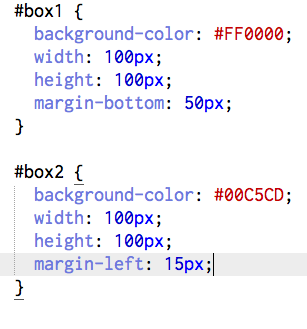 #box1 {
    background-color: #FF0000;
    width: 100px;
    height: 100px;
    margin-bottom: 50px;
}

#box2 {
    background-color: #00C5CD;
    width: 100px;
    height: 100px;
    margin-left: 15px;
}